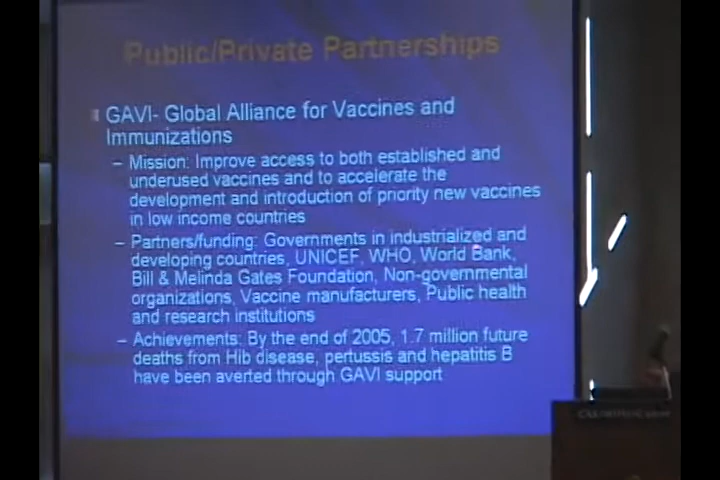 Public/Private Partnerships
GAVI- Global Alliance for Vaccines and
Immunizations
– Mission: Improve access to both established and
underused vaccines and to accelerate the
development and introduction of priority new vaccines
in low income countries
– Partners/funding: Governments in industrialized and
developing countries, UNICEF, WHO, World Bank,
Bill & Melinda Gates Foundation, Non-governmental
organizations, Vaccine manufacturers, Public health
and research institutions
– Achievements: By the end of 2005, 1.7 million future
deaths from Hib disease, pertussis and hepatitis B
have been averted through GAVI support